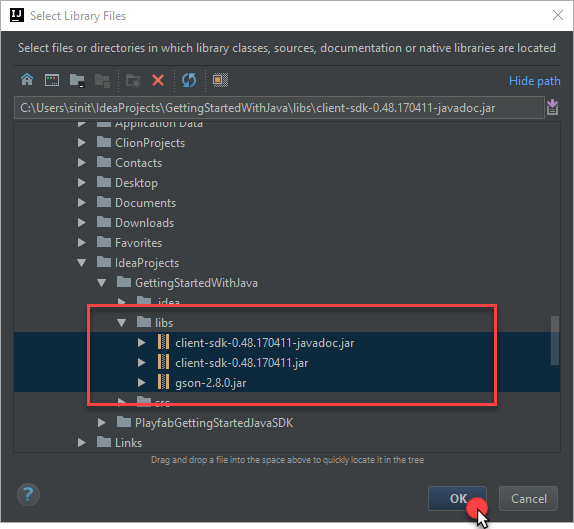 IJ
Select Library Files
Select files or directories in which library classes, sources, documentation or native libraries are located
Hide path
C:\Users\sinit\IdeaProjects\GettingStartedWithJava\libs\client-sdk-0.48.170411-javadoc.jar
Application Data
ClionProjects
Contacts
Desktop
Documents
Downloads
Favorites
IdeaProjects
GettingStartedWithJava
.idea
libs
client-sdk-0.48.170411-javadoc.jar
client-sdk-0.48.170411.jar
gson-2.8.0.jar
src
PlayfabGettingStartedJavaSDK
Links
Drag and drop a file into the space above to quickly locate it in the tree
?
OK
Cancel